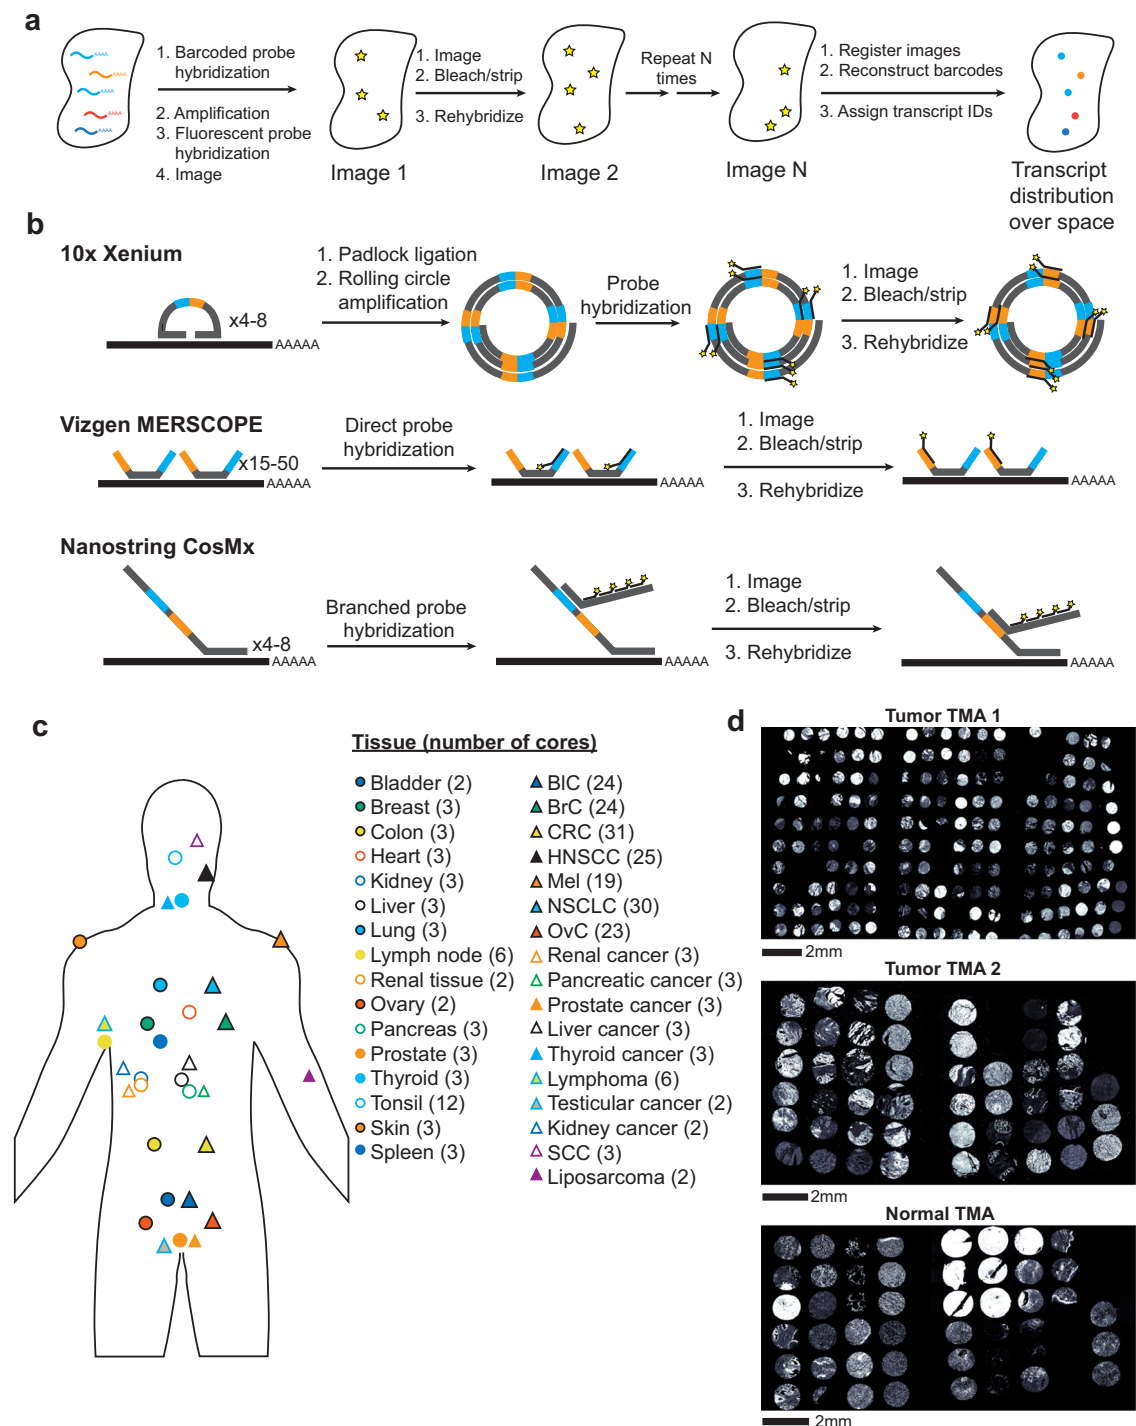 a
1. Barcoded probe
hybridization
2. Amplification
3. Fluorescent probe
hybridization
4. Image
AAAA
AAAA
AAAA
AAAA
AAAA
Image 1
1. Image
2. Bleach/strip
3. Rehybridize
Image 2
Repeat N
times
Image N
1. Register images
2. Reconstruct barcodes
3. Assign transcript IDs
Transcript
distribution
over space
b
10x Xenium
x4-8
AAAAA
1. Padlock ligation
2. Rolling circle
amplification
Probe
hybridization
1. Image
2. Bleach/strip
3. Rehybridize
Vizgen MERSCOPE
x15-50
AAAAA
Direct probe
hybridization
AAAAA
1. Image
2. Bleach/strip
3. Rehybridize
AAAAA
Nanostring CosMx
x4-8
AAAAA
Branched probe
hybridization
AAAAA
1. Image
2. Bleach/strip
3. Rehybridize
AAAAA
c
Tissue (number of cores)
Bladder (2)
Breast (3)
Colon (3)
Heart (3)
Kidney (3)
Liver (3)
Lung (3)
Lymph node (6)
Renal tissue (2)
Ovary (2)
Pancreas (3)
Prostate (3)
Thyroid (3)
Tonsil (12)
Skin (3)
Spleen (3)
BlC (24)
BrC (24)
CRC (31)
HNSCC (25)
Mel (19)
NSCLC (30)
OvC (23)
Renal cancer (3)
Pancreatic cancer (3)
Prostate cancer (3)
Liver cancer (3)
Thyroid cancer (3)
Lymphoma (6)
Testicular cancer (2)
Kidney cancer (2)
SCC (3)
Liposarcoma (2)
d
Tumor TMA 1
2mm
Tumor TMA 2
2mm
Normal TMA
2mm